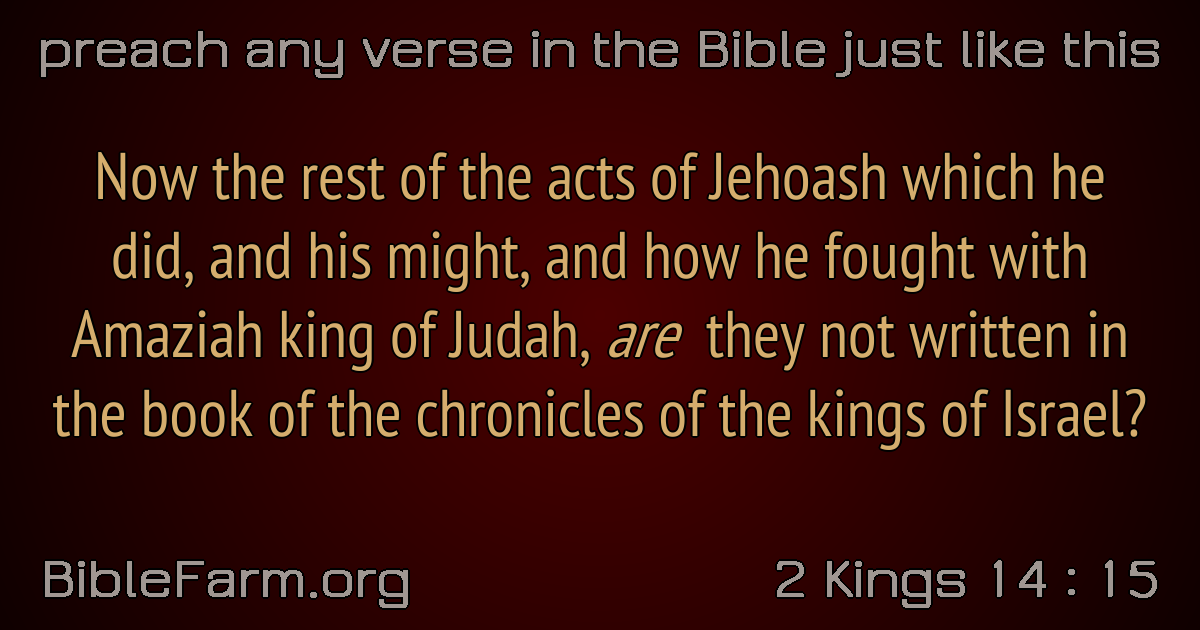 preach any verse in the Bible just like this
Now the rest of the acts of Jehoash which he
did, and his might, and how he fought with
Amaziah king of Judah, are they not written in
the book of the chronicles of the kings of Israel?
BibleFarm.org
2 Kings 14 : 15